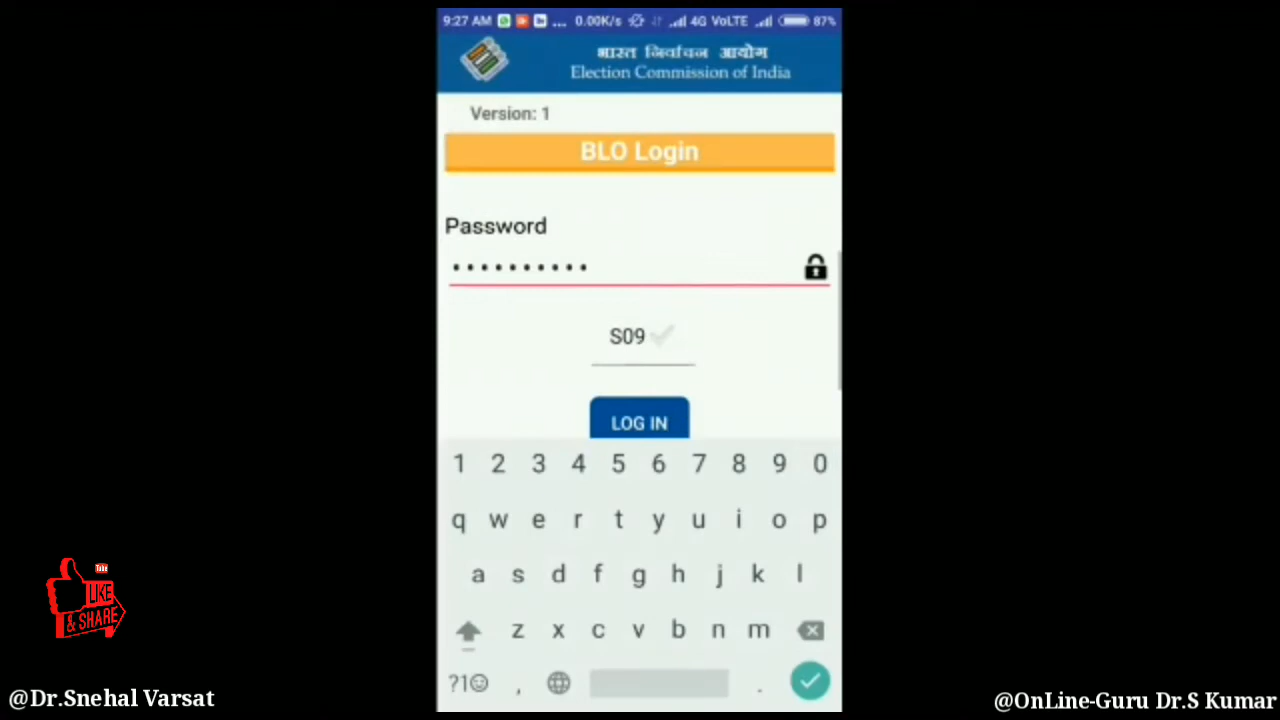 9:27 AM ... 0.00K/s 4G VoLTE 87%
भारत निर्वाचन आयोग
Election Commission of India
Version: 1
BLO Login
Password
••••••••••
S09
LOG IN
1 2 3 4 5 6 7 8 9 0
q w e r t y u i o p
a s d f g h j k l
z x c v b n m
?1☺ , .
LIKE
& SHARE
@Dr.Snehal Varsat
@OnLine-Guru Dr.S Kumar